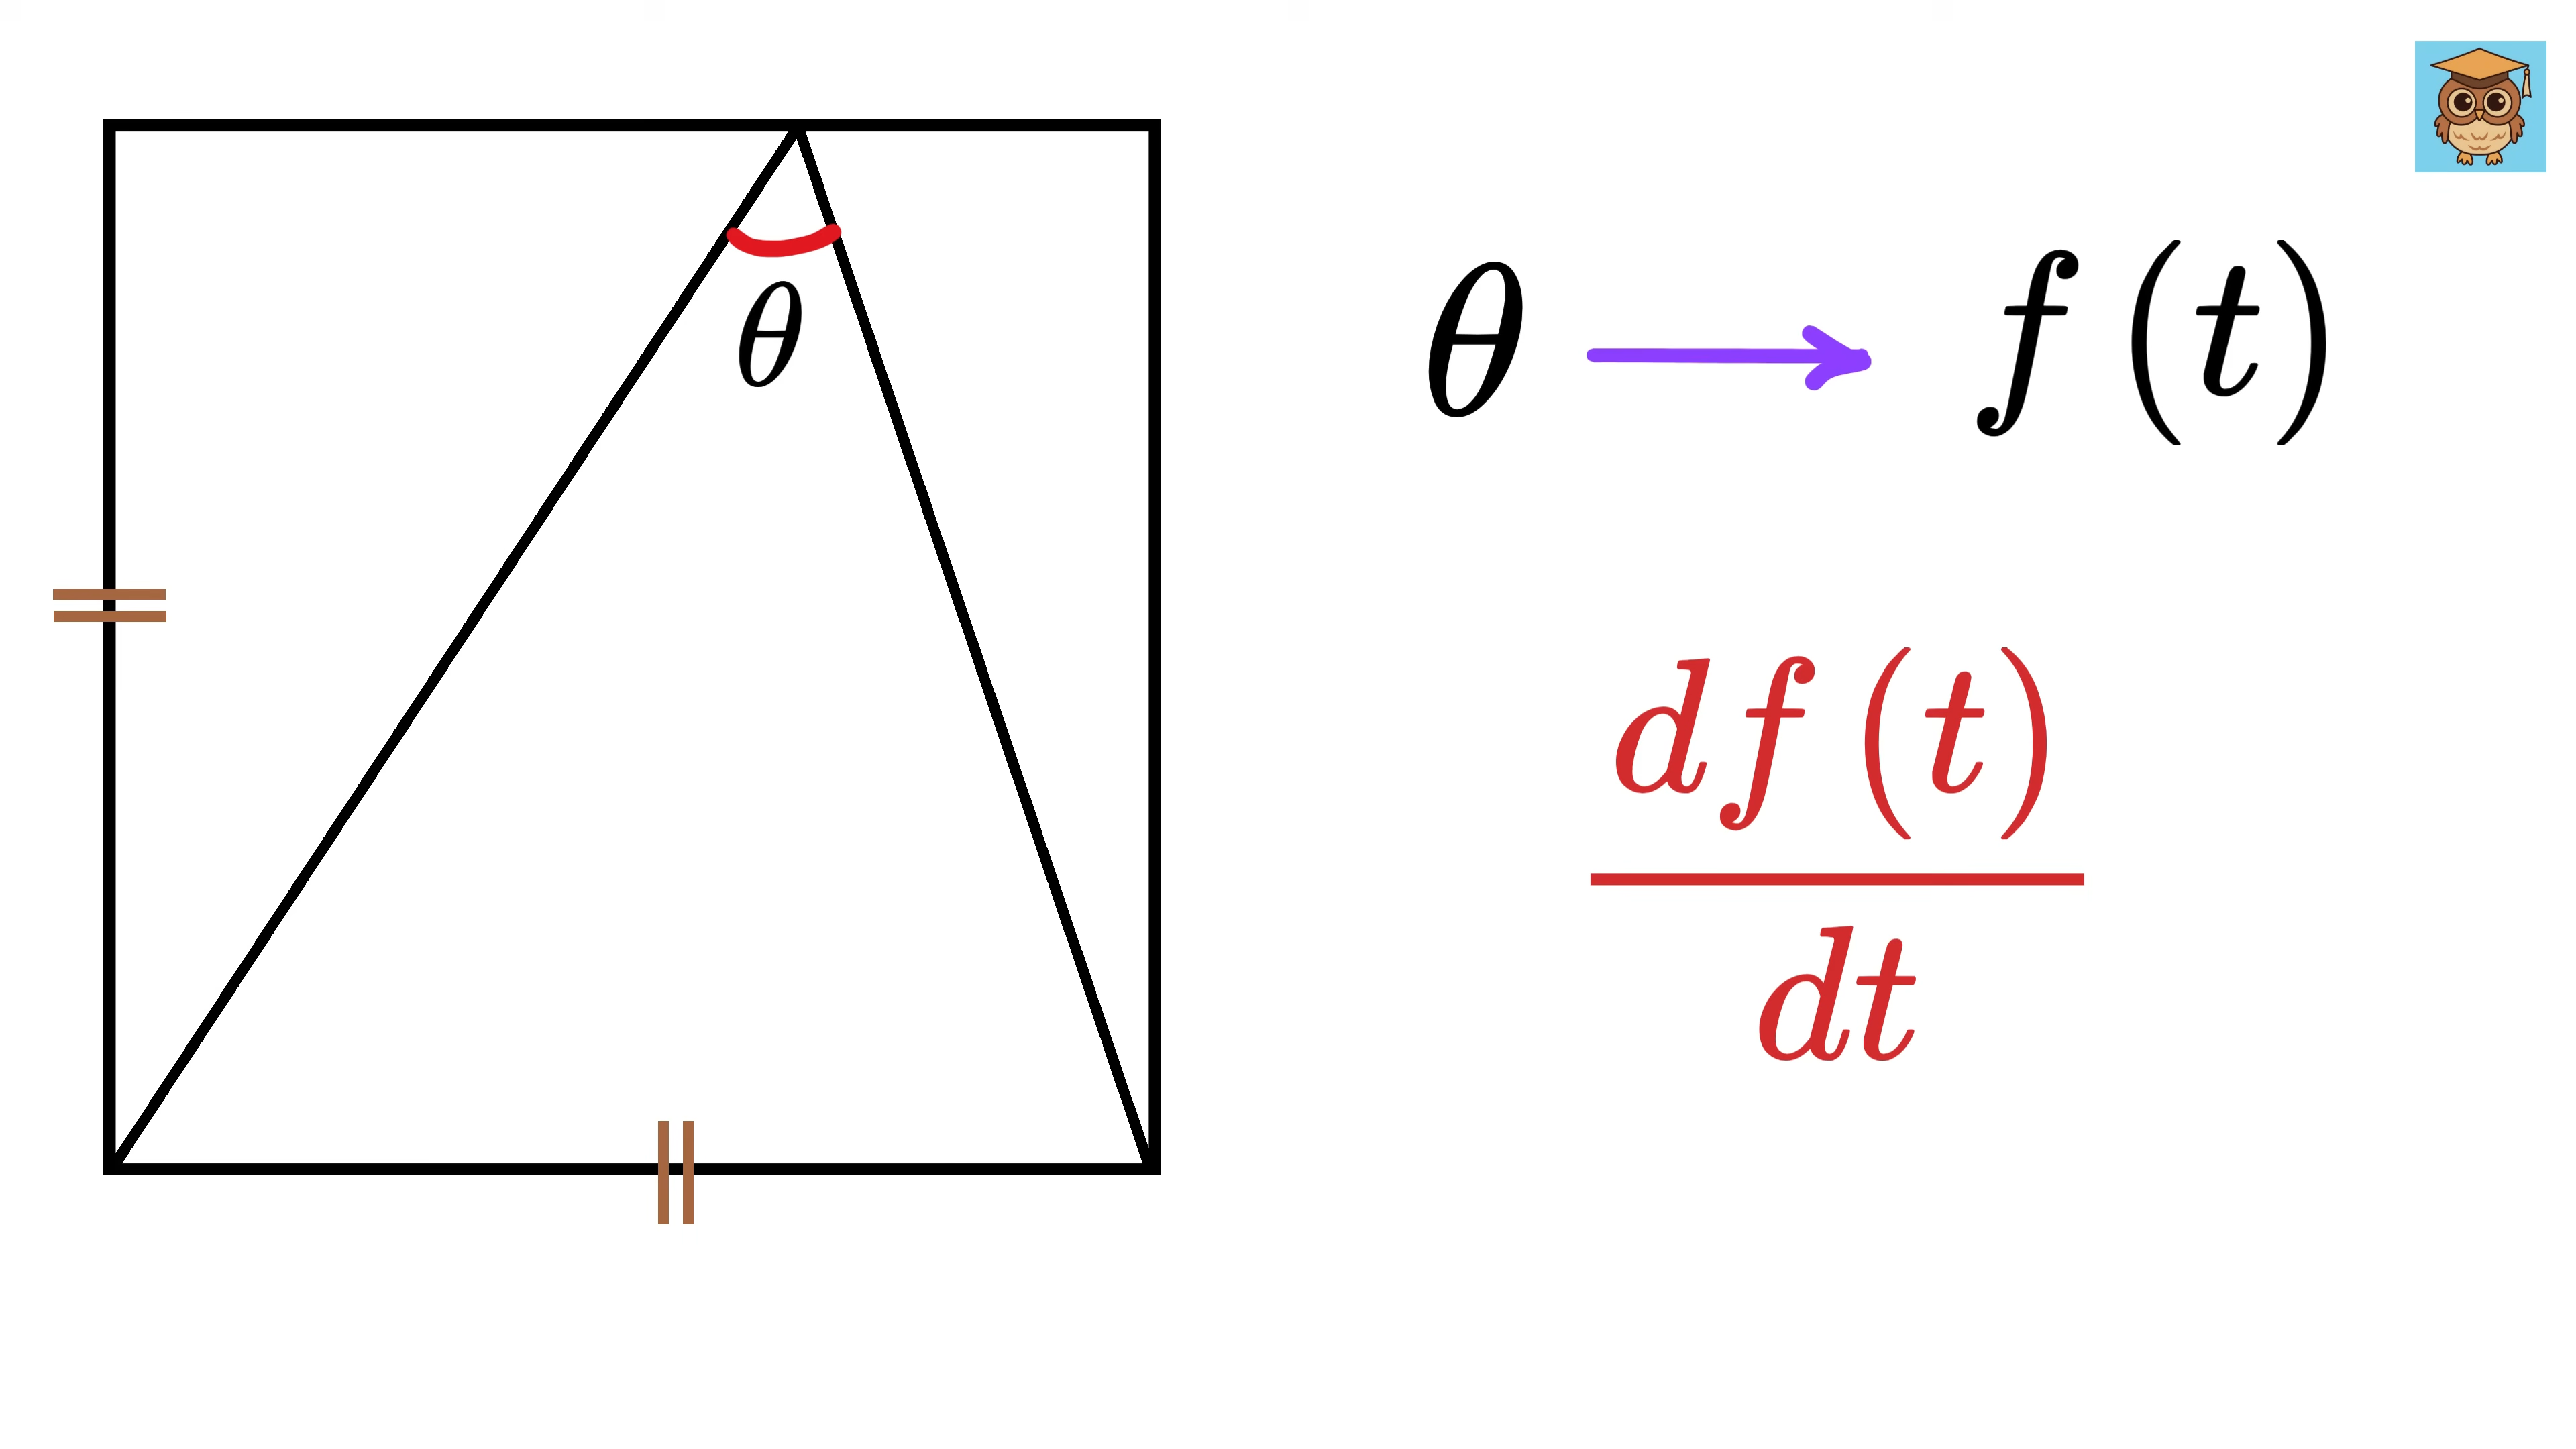 θ
θ → f (t)
df (t)
dt